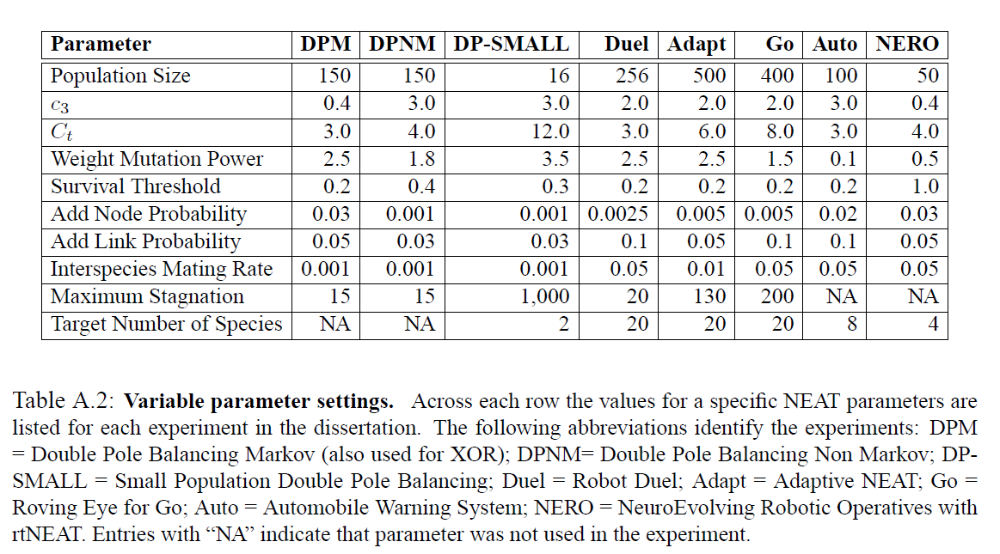 Parameter DPM DPNM DP-SMALL Duel Adapt Go Auto NERO
Population Size 150 150 16 256 500 400 100 50
c₃ 0.4 3.0 3.0 2.0 2.0 2.0 3.0 0.4
Cₜ 3.0 4.0 12.0 3.0 6.0 8.0 3.0 4.0
Weight Mutation Power 2.5 1.8 3.5 2.5 2.5 1.5 0.1 0.5
Survival Threshold 0.2 0.4 0.3 0.2 0.2 0.2 0.2 1.0
Add Node Probability 0.03 0.001 0.001 0.0025 0.005 0.005 0.02 0.03
Add Link Probability 0.05 0.03 0.03 0.1 0.05 0.1 0.1 0.05
Interspecies Mating Rate 0.001 0.001 0.001 0.05 0.01 0.05 0.05 0.05
Maximum Stagnation 15 15 1,000 20 130 200 NA NA
Target Number of Species NA NA 2 20 20 20 8 4
Table A.2: Variable parameter settings. Across each row the values for a specific NEAT parameters are
listed for each experiment in the dissertation. The following abbreviations identify the experiments: DPM
= Double Pole Balancing Markov (also used for XOR); DPNM= Double Pole Balancing Non Markov; DP-
SMALL = Small Population Double Pole Balancing; Duel = Robot Duel; Adapt = Adaptive NEAT; Go =
Roving Eye for Go; Auto = Automobile Warning System; NERO = NeuroEvolving Robotic Operatives with
rtNEAT. Entries with “NA” indicate that parameter was not used in the experiment.